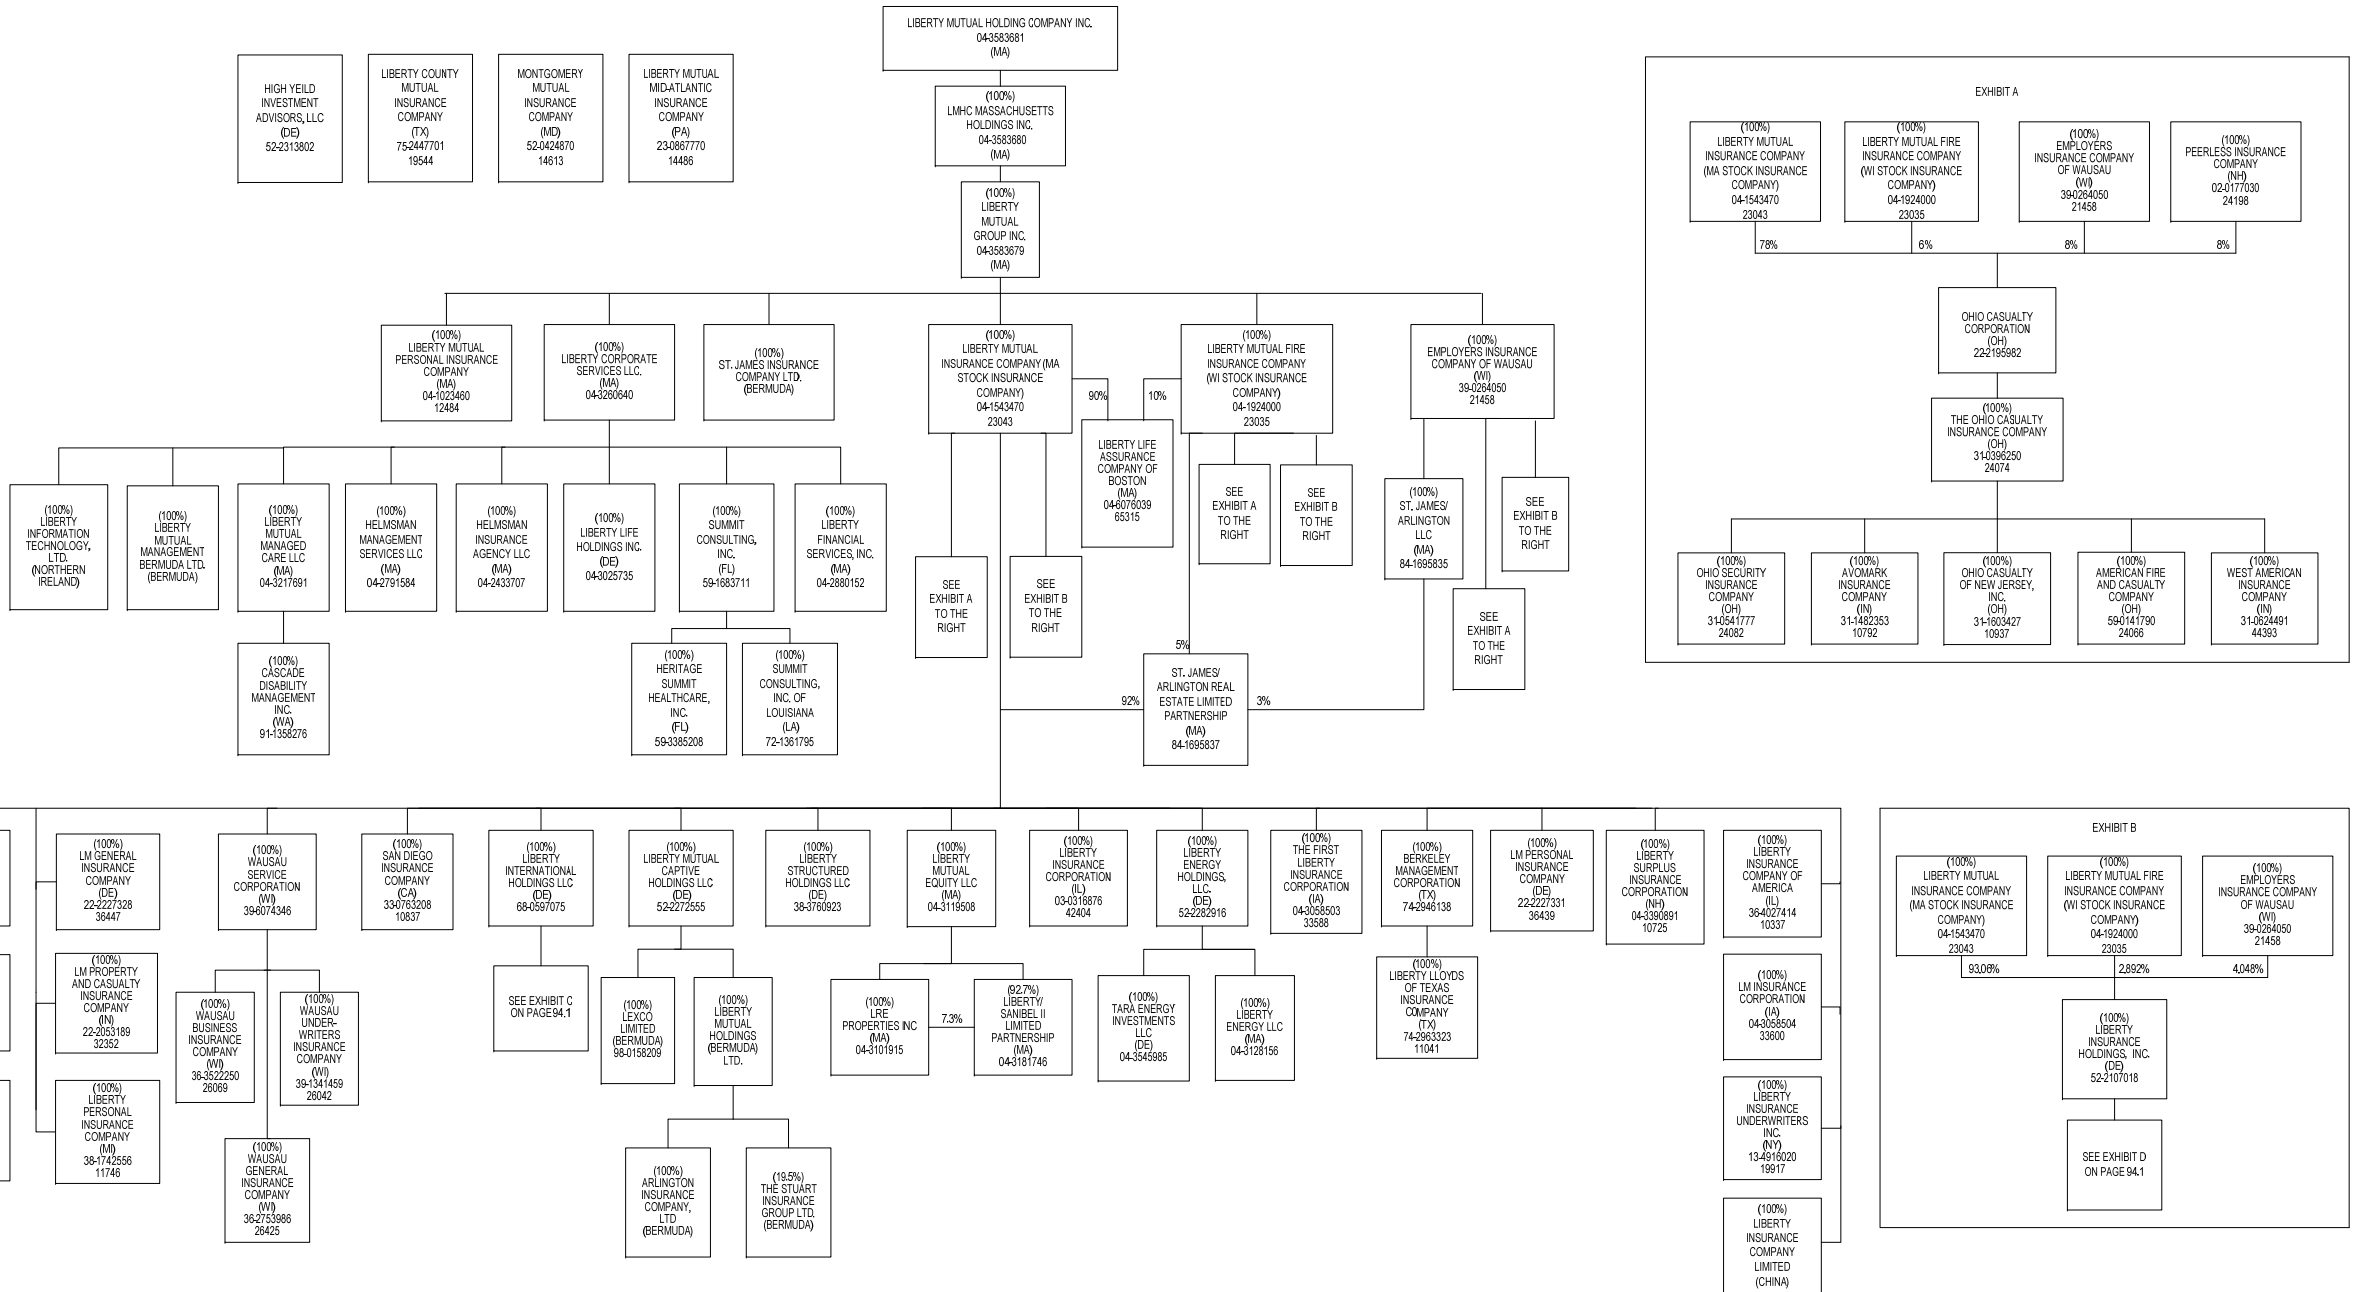 LIBERTY MUTUAL HOLDING COMPANY INC.
04-3583681
(MA)
HIGH YEILD
INVESTMENT
ADVISORS, LLC
(DE)
52-2313802
LIBERTY COUNTY
MUTUAL
INSURANCE
COMPANY
(TX)
75-2447701
19544
MONTGOMERY
MUTUAL
INSURANCE
COMPANY
(MD)
52-0424870
14613
LIBERTY MUTUAL
MID-ATLANTIC
INSURANCE
COMPANY
(PA)
23-0867770
14486
(100%)
LMHC MASSACHUSETTS
HOLDINGS INC.
04-3583680
(MA)
(100%)
LIBERTY
MUTUAL
GROUP INC.
04-3583679
(MA)
(100%)
LIBERTY MUTUAL
PERSONAL INSURANCE
COMPANY
(MA)
04-1023460
12484
(100%)
LIBERTY CORPORATE
SERVICES LLC.
(MA)
04-3260640
(100%)
ST. JAMES INSURANCE
COMPANY LTD.
(BERMUDA)
(100%)
LIBERTY MUTUAL
INSURANCE COMPANY (MA
STOCK INSURANCE
COMPANY)
04-1543470
23043
(100%)
LIBERTY MUTUAL FIRE
INSURANCE COMPANY
(WI STOCK INSURANCE
COMPANY)
04-1924000
23035
(100%)
EMPLOYERS INSURANCE
COMPANY OF WAUSAU
(WI)
39-0264050
21458
90%
10%
LIBERTY LIFE
ASSURANCE
COMPANY OF
BOSTON
(MA)
04-6076039
65315
SEE
EXHIBIT A
TO THE
RIGHT
SEE
EXHIBIT B
TO THE
RIGHT
(100%)
ST. JAMES/
ARLINGTON
LLC
(MA)
84-1695835
SEE
EXHIBIT B
TO THE
RIGHT
SEE
EXHIBIT A
TO THE
RIGHT
SEE
EXHIBIT B
TO THE
RIGHT
SEE
EXHIBIT A
TO THE
RIGHT
(100%)
LIBERTY
INFORMATION
TECHNOLOGY,
LTD.
(NORTHERN
IRELAND)
(100%)
LIBERTY
MUTUAL
MANAGEMENT
BERMUDA LTD.
(BERMUDA)
(100%)
LIBERTY
MUTUAL
MANAGED
CARE LLC
(MA)
04-3217691
(100%)
HELMSMAN
MANAGEMENT
SERVICES LLC
(MA)
04-2791584
(100%)
HELMSMAN
INSURANCE
AGENCY LLC
(MA)
04-2433707
(100%)
LIBERTY LIFE
HOLDINGS INC.
(DE)
04-3025735
(100%)
SUMMIT
CONSULTING,
INC.
(FL)
59-1683711
(100%)
LIBERTY
FINANCIAL
SERVICES, INC.
(MA)
04-2880152
(100%)
CASCADE
DISABILITY
MANAGEMENT
INC.
(WA)
91-1358276
(100%)
HERITAGE
SUMMIT
HEALTHCARE,
INC.
(FL)
59-3385208
(100%)
SUMMIT
CONSULTING,
INC. OF
LOUISIANA
(LA)
72-1361795
5%
92%
3%
ST. JAMES/
ARLINGTON REAL
ESTATE LIMITED
PARTNERSHIP
(MA)
84-1695837
EXHIBIT A
(100%)
LIBERTY MUTUAL
INSURANCE COMPANY
(MA STOCK INSURANCE
COMPANY)
04-1543470
23043
(100%)
LIBERTY MUTUAL FIRE
INSURANCE COMPANY
(WI STOCK INSURANCE
COMPANY)
04-1924000
23035
(100%)
EMPLOYERS
INSURANCE COMPANY
OF WAUSAU
(WI)
39-0264050
21458
(100%)
PEERLESS INSURANCE
COMPANY
(NH)
02-0177030
24198
78%
6%
8%
8%
OHIO CASUALTY
CORPORATION
(OH)
22-2195982
(100%)
THE OHIO CASUALTY
INSURANCE COMPANY
(OH)
31-0396250
24074
(100%)
OHIO SECURITY
INSURANCE
COMPANY
(OH)
31-0541777
24082
(100%)
AVOMARK
INSURANCE
COMPANY
(IN)
31-1482353
10792
(100%)
OHIO CASUALTY
OF NEW JERSEY,
INC.
(OH)
31-1603427
10937
(100%)
AMERICAN FIRE
AND CASUALTY
COMPANY
(OH)
59-0141790
24066
(100%)
WEST AMERICAN
INSURANCE
COMPANY
(IN)
31-0624491
44393
(100%)
LM GENERAL
INSURANCE
COMPANY
(DE)
22-2227328
36447
(100%)
LM PROPERTY
AND CASUALTY
INSURANCE
COMPANY
(IN)
22-2053189
32352
(100%)
LIBERTY
PERSONAL
INSURANCE
COMPANY
(MI)
38-1742556
11746
(100%)
WAUSAU
SERVICE
CORPORATION
(WI)
39-6074346
(100%)
WAUSAU
BUSINESS
INSURANCE
COMPANY
(WI)
36-3522250
26069
(100%)
WAUSAU
UNDER-
WRITERS
INSURANCE
COMPANY
(WI)
39-1341459
26042
(100%)
WAUSAU
GENERAL
INSURANCE
COMPANY
(WI)
36-2753986
26425
(100%)
SAN DIEGO
INSURANCE
COMPANY
(CA)
33-0763208
10837
(100%)
LIBERTY
INTERNATIONAL
HOLDINGS LLC
(DE)
68-0597075
SEE EXHIBIT C
ON PAGE 94.1
(100%)
LIBERTY MUTUAL
CAPTIVE
HOLDINGS LLC
(DE)
52-2272555
(100%)
LEXCO
LIMITED
(BERMUDA)
98-0158209
(100%)
LIBERTY
MUTUAL
HOLDINGS
(BERMUDA)
LTD.
(100%)
ARLINGTON
INSURANCE
COMPANY,
LTD
(BERMUDA)
(19.5%)
THE STUART
INSURANCE
GROUP LTD.
(BERMUDA)
(100%)
LIBERTY
STRUCTURED
HOLDINGS LLC
(DE)
38-3760923
(100%)
LIBERTY
MUTUAL
EQUITY LLC
(MA)
04-3119508
(100%)
LRE
PROPERTIES INC
(MA)
04-3101915
7.3%
(92.7%)
LIBERTY/
SANIBEL II
LIMITED
PARTNERSHIP
(MA)
04-3181746
(100%)
LIBERTY
INSURANCE
CORPORATION
(IL)
03-0316876
42404
(100%)
LIBERTY
ENERGY
HOLDINGS,
LLC.
(DE)
52-2282916
(100%)
TARA ENERGY
INVESTMENTS
LLC
(DE)
04-3545985
(100%)
LIBERTY
ENERGY LLC
(MA)
04-3128156
(100%)
THE FIRST
LIBERTY
INSURANCE
CORPORATION
(IA)
04-3058503
33588
(100%)
BERKELEY
MANAGEMENT
CORPORATION
(TX)
74-2946138
(100%)
LIBERTY LLOYDS
OF TEXAS
INSURANCE
COMPANY
(TX)
74-2963323
11041
(100%)
LM PERSONAL
INSURANCE
COMPANY
(DE)
22-2227331
36439
(100%)
LIBERTY
SURPLUS
INSURANCE
CORPORATION
(NH)
04-3390891
10725
(100%)
LIBERTY
INSURANCE
COMPANY OF
AMERICA
(IL)
36-4027414
10337
(100%)
LM INSURANCE
CORPORATION
(IA)
04-3058504
33600
(100%)
LIBERTY
INSURANCE
UNDERWRITERS
INC.
(NY)
13-4916020
19917
(100%)
LIBERTY
INSURANCE
COMPANY
LIMITED
(CHINA)
EXHIBIT B
(100%)
LIBERTY MUTUAL
INSURANCE COMPANY
(MA STOCK INSURANCE
COMPANY)
04-1543470
23043
(100%)
LIBERTY MUTUAL FIRE
INSURANCE COMPANY
(WI STOCK INSURANCE
COMPANY)
04-1924000
23035
(100%)
EMPLOYERS
INSURANCE COMPANY
OF WAUSAU
(WI)
39-0264050
21458
93.06%
2.892%
4.048%
(100%)
LIBERTY
INSURANCE
HOLDINGS, INC.
(DE)
52-2107018
SEE EXHIBIT D
ON PAGE 94.1